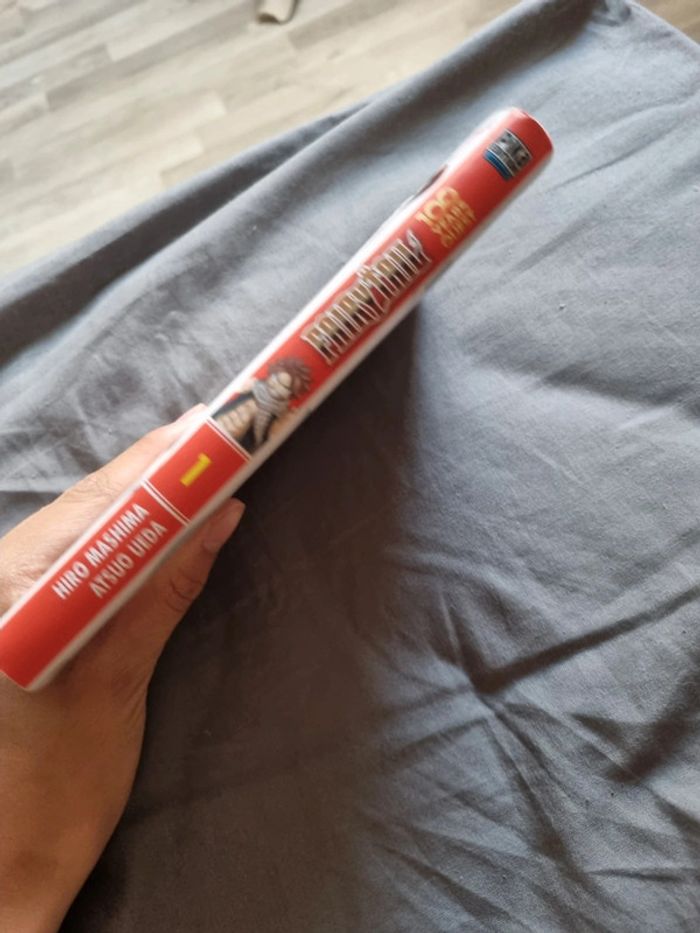 100
YEARS
QUEST
FAIRY TAIL
1
HIRO MASHIMA
ATSUO UEDA